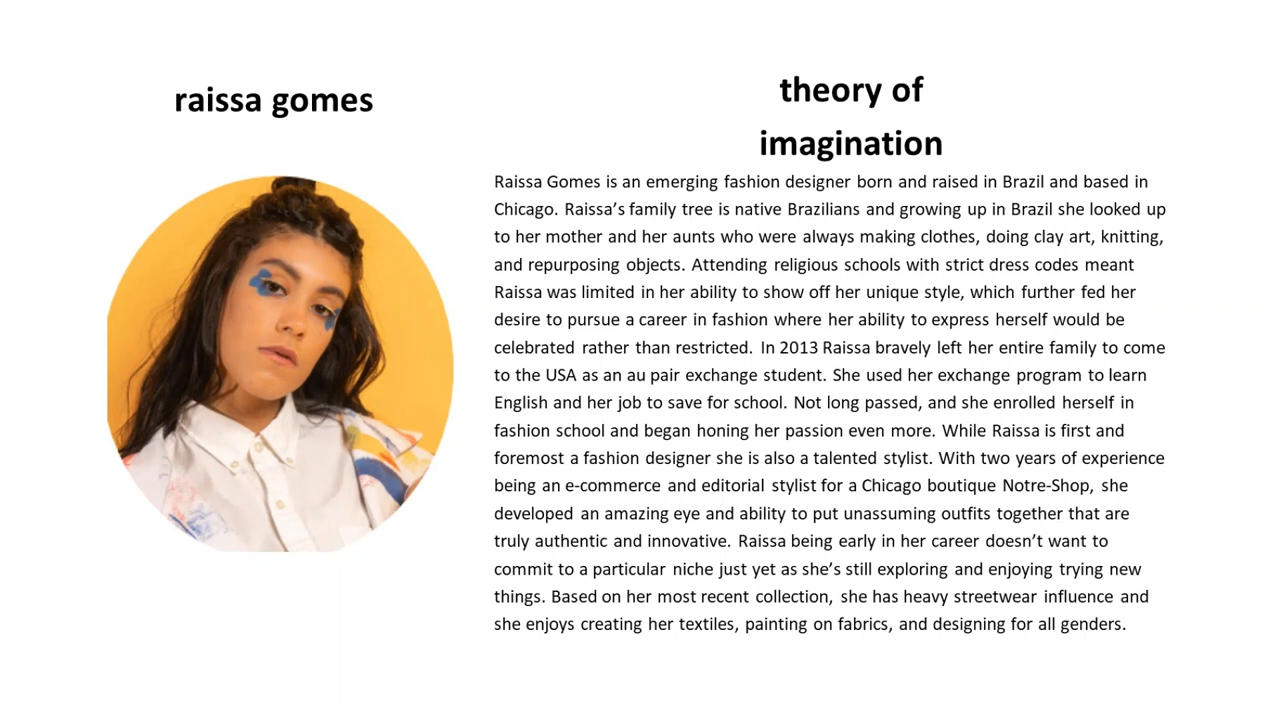 raissa gomes
theory of
imagination
Raissa Gomes is an emerging fashion designer born and raised in Brazil and based in
Chicago. Raissa’s family tree is native Brazilians and growing up in Brazil she looked up
to her mother and her aunts who were always making clothes, doing clay art, knitting,
and repurposing objects. Attending religious schools with strict dress codes meant
Raissa was limited in her ability to show off her unique style, which further fed her
desire to pursue a career in fashion where her ability to express herself would be
celebrated rather than restricted. In 2013 Raissa bravely left her entire family to come
to the USA as an au pair exchange student. She used her exchange program to learn
English and her job to save for school. Not long passed, and she enrolled herself in
fashion school and began honing her passion even more. While Raissa is first and
foremost a fashion designer she is also a talented stylist. With two years of experience
being an e-commerce and editorial stylist for a Chicago boutique Notre-Shop, she
developed an amazing eye and ability to put unassuming outfits together that are
truly authentic and innovative. Raissa being early in her career doesn’t want to
commit to a particular niche just yet as she’s still exploring and enjoying trying new
things. Based on her most recent collection, she has heavy streetwear influence and
she enjoys creating her textiles, painting on fabrics, and designing for all genders.